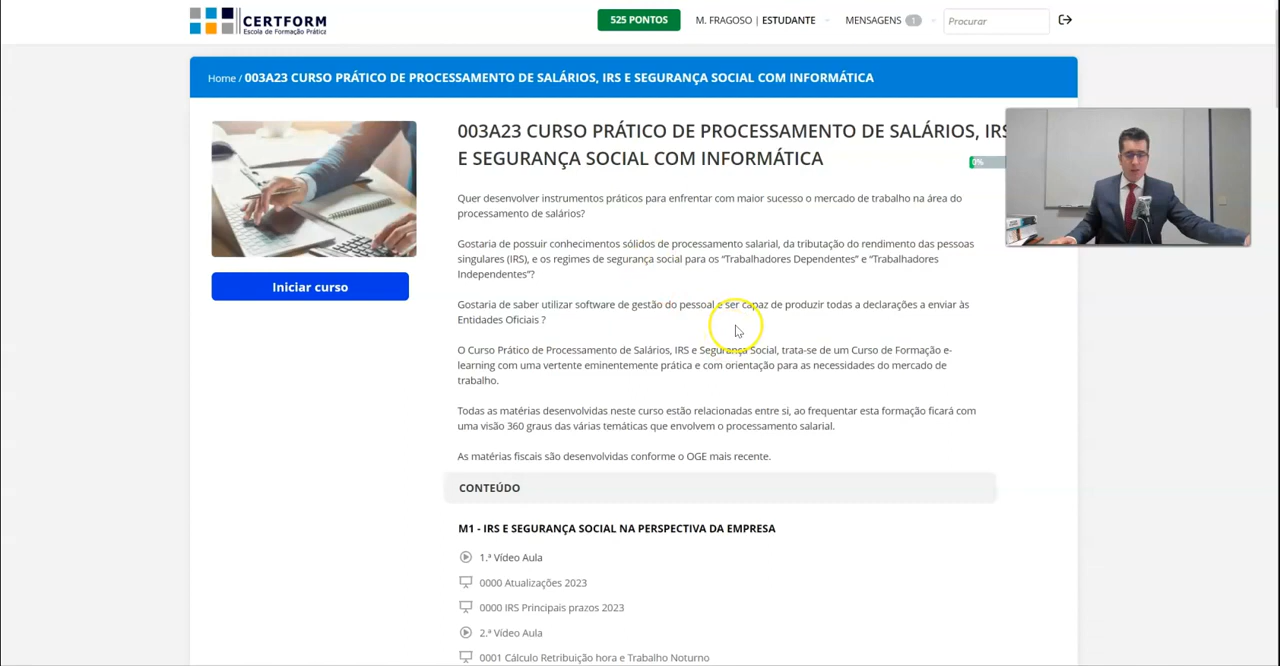 CERTFORM
Escola de Formação Prática
525 PONTOS
M. FRAGOSO | ESTUDANTE
MENSAGENS 1
Procurar
Home / 003A23 CURSO PRÁTICO DE PROCESSAMENTO DE SALÁRIOS, IRS E SEGURANÇA SOCIAL COM INFORMÁTICA
003A23 CURSO PRÁTICO DE PROCESSAMENTO DE SALÁRIOS, IRS
E SEGURANÇA SOCIAL COM INFORMÁTICA
0%
Quer desenvolver instrumentos práticos para enfrentar com maior sucesso o mercado de trabalho na área do
processamento de salários?
Gostaria de possuir conhecimentos sólidos de processamento salarial, da tributação do rendimento das pessoas
singulares (IRS), e os regimes de segurança social para os “Trabalhadores Dependentes” e “Trabalhadores
Independentes”?
Iniciar curso
Gostaria de saber utilizar software de gestão do pessoal e ser capaz de produzir todas a declarações a enviar às
Entidades Oficiais ?
O Curso Prático de Processamento de Salários, IRS e Segurança Social, trata-se de um Curso de Formação e-
learning com uma vertente eminentemente prática e com orientação para as necessidades do mercado de
trabalho.
Todas as matérias desenvolvidas neste curso estão relacionadas entre si, ao frequentar esta formação ficará com
uma visão 360 graus das várias temáticas que envolvem o processamento salarial.
As matérias fiscais são desenvolvidas conforme o OGE mais recente.
CONTEÚDO
M1 - IRS E SEGURANÇA SOCIAL NA PERSPECTIVA DA EMPRESA
1.ª Vídeo Aula
0000 Atualizações 2023
0000 IRS Principais prazos 2023
2.ª Vídeo Aula
0001 Cálculo Retribuição hora e Trabalho Noturno